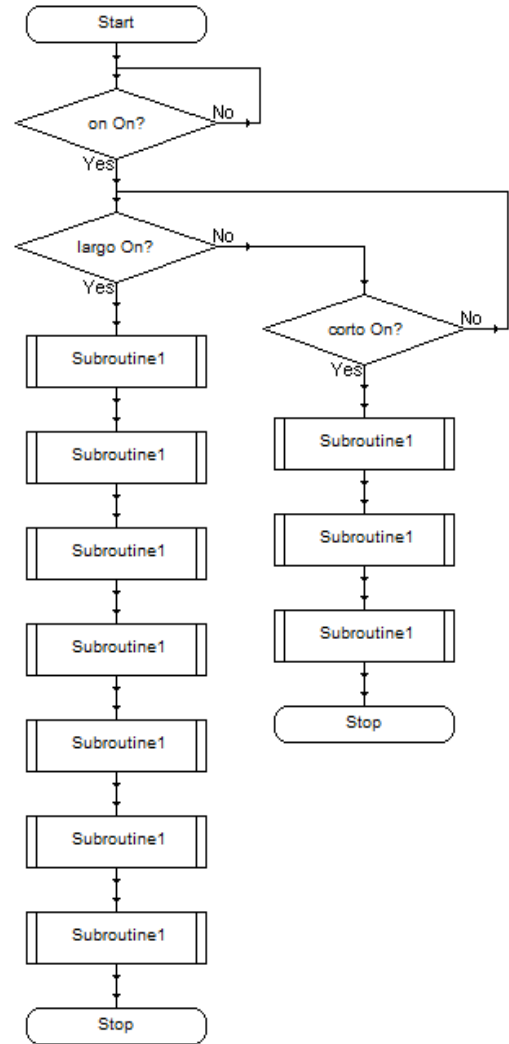 Start
on On?
No
Yes
largo On?
No
Yes
corto On?
No
Yes
Subroutine1
Subroutine1
Subroutine1
Subroutine1
Subroutine1
Subroutine1
Subroutine1
Stop
Subroutine1
Subroutine1
Subroutine1
Stop